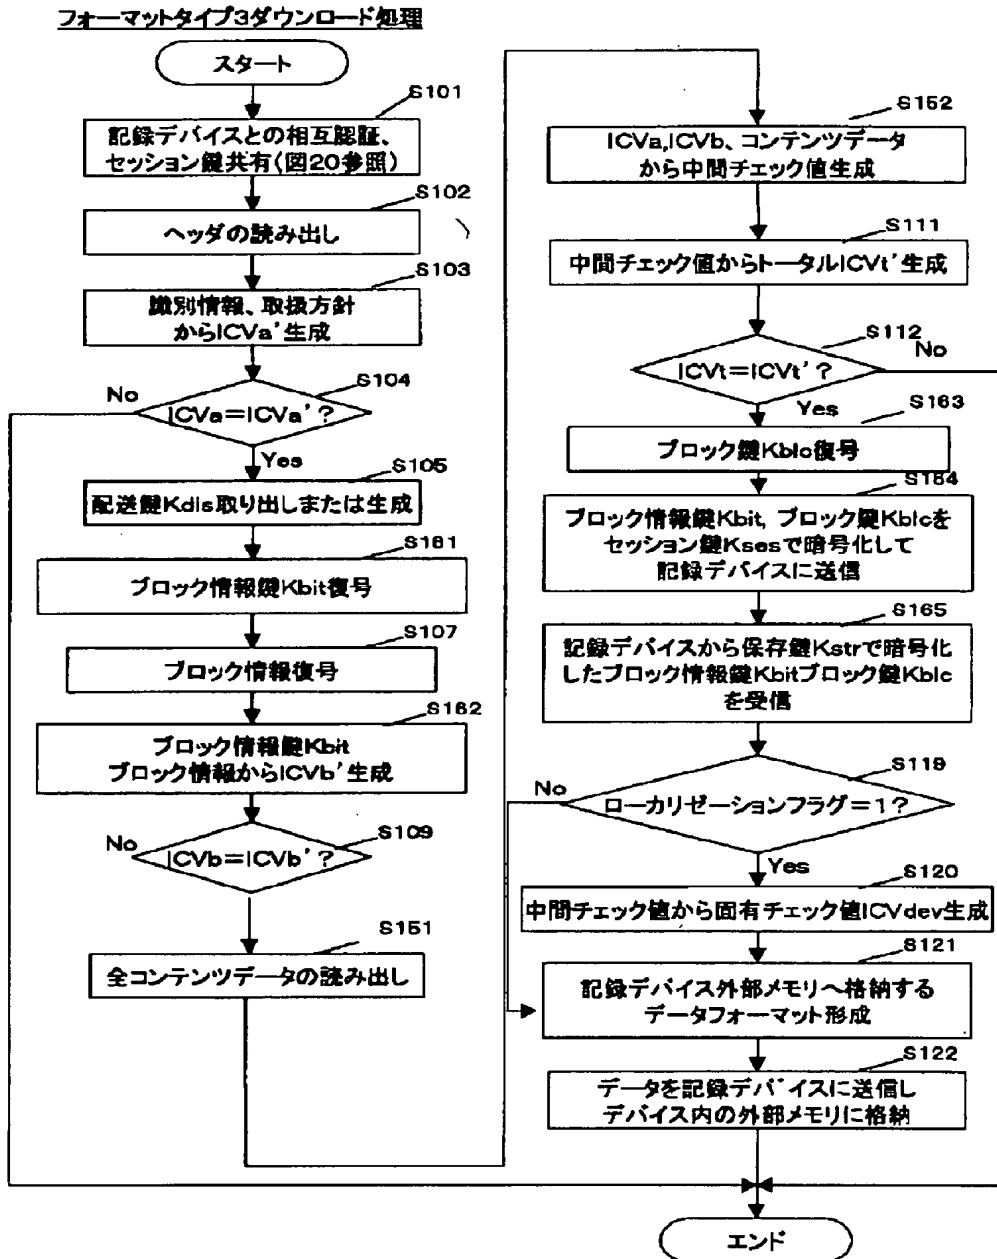 フォーマットタイプ3ダウンロード処理
スタート
S101
記録デバイスとの相互認証、
セッション鍵共有(図20参照)
S102
ヘッダの読み出し
S103
識別情報、取扱方針
からICVa'生成
S104
No
ICVa=ICVa'?
Yes
S105
配送鍵Kdis取り出しまたは生成
S161
ブロック情報鍵Kbit復号
S107
ブロック情報復号
S162
ブロック情報鍵Kbit
ブロック情報からICVb'生成
S109
No
ICVb=ICVb'?
S151
全コンテンツデータの読み出し
S152
ICVa,ICVb、コンテンツデータ
から中間チェック値生成
S111
中間チェック値からトータルICVt'生成
S112
No
ICVt=ICVt'?
Yes
S163
ブロック鍵Kblc復号
S164
ブロック情報鍵Kbit, ブロック鍵Kblcを
セッション鍵Ksesで暗号化して
記録デバイスに送信
S165
記録デバイスから保存鍵Kstrで暗号化
したブロック情報鍵Kbitブロック鍵Kblc
を受信
S119
No
ローカリゼーションフラグ=1?
Yes
S120
中間チェック値から固有チェック値ICVdev生成
S121
記録デバイス外部メモリへ格納する
データフォーマット形成
S122
データを記録デバイスに送信し
デバイス内の外部メモリに格納
エンド